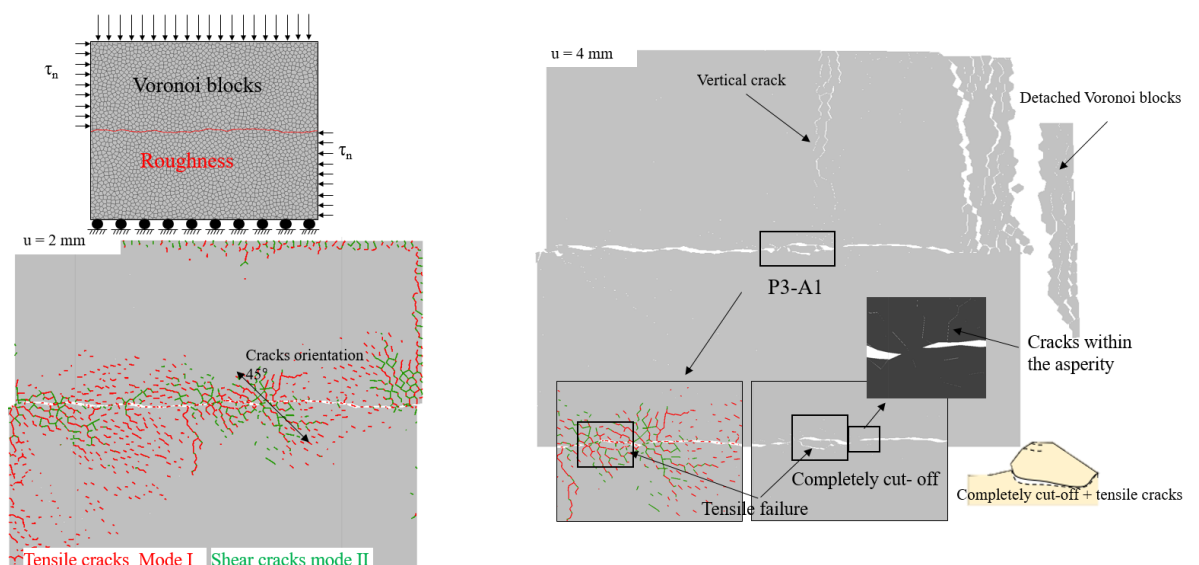 τn
Voronoi blocks
τn
Roughness
u = 2 mm
Cracks orientation
45°
Tensile cracks Mode I
Shear cracks mode II
u = 4 mm
Vertical crack
Detached Voronoi blocks
P3-A1
Cracks within
the asperity
Completely cut- off
Tensile failure
Completely cut-off + tensile cracks